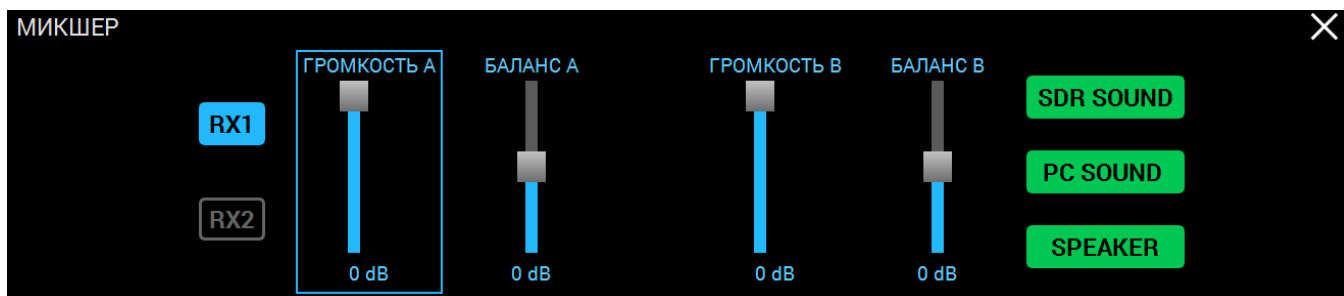 МИКШЕР
ГРОМКОСТЬ A
БАЛАНС A
ГРОМКОСТЬ B
БАЛАНС B
RX1
RX2
0 dB
0 dB
0 dB
0 dB
SDR SOUND
PC SOUND
SPEAKER